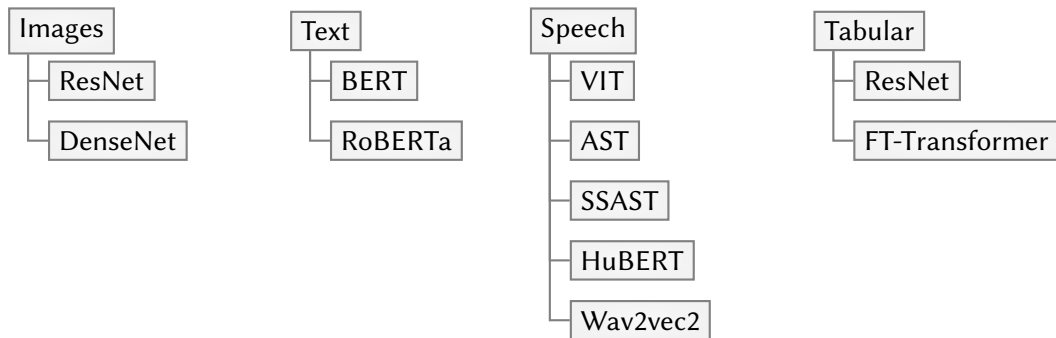 Images
ResNet
DenseNet
Text
BERT
RoBERTa
Speech
VIT
AST
SSAST
HuBERT
Wav2vec2
Tabular
ResNet
FT-Transformer